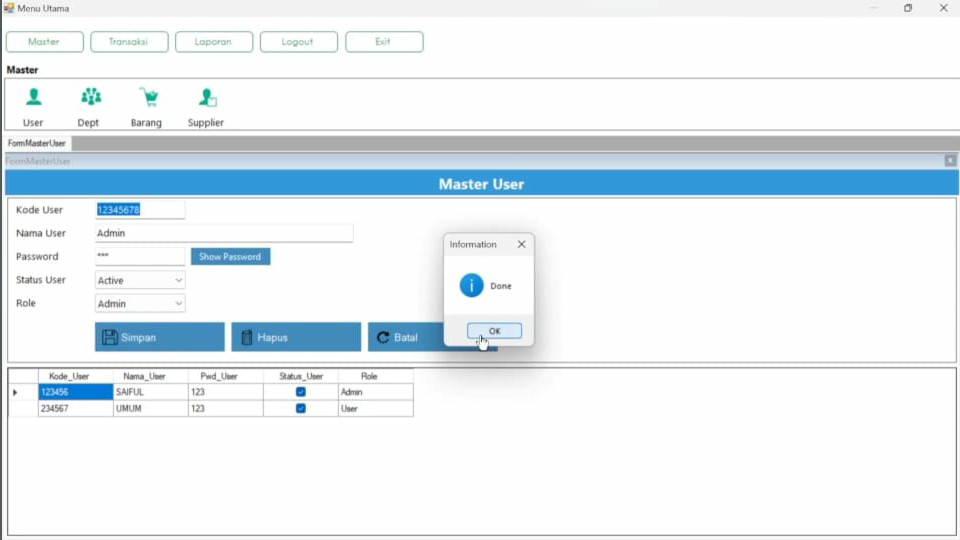 Menu Utama
Master Transaksi Laporan Logout Exit
Master
User Dept Barang Supplier
FormMasterUser
FormMasterUser
Master User
Kode User 12345678
Nama User Admin
Password *** Show Password
Status User Active
Role Admin
Simpan Hapus Batal
Information
Done
OK
Kode_User Nama_User Pwd_User Status_User Role
123456 SAIFUL 123 Admin
234567 UMUM 123 User